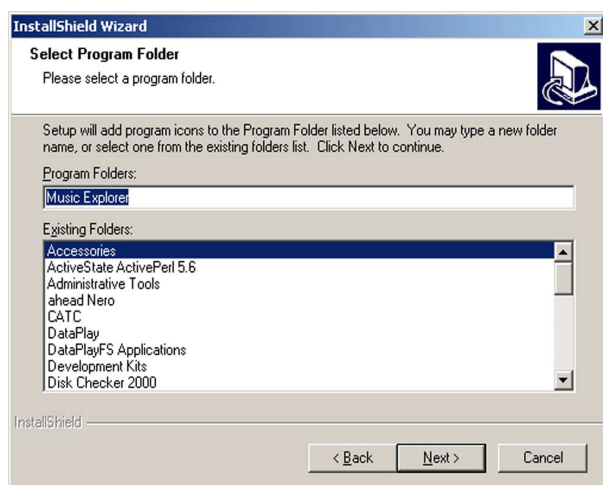 InstallShield Wizard
Select Program Folder
Please select a program folder.
Setup will add program icons to the Program Folder listed below. You may type a new folder
name, or select one from the existing folders list. Click Next to continue.
Program Folders:
Music Explorer
Existing Folders:
Accessories
ActiveState ActivePerl 5.6
Administrative Tools
ahead Nero
CATC
DataPlay
DataPlayFS Applications
Development Kits
Disk Checker 2000
InstallShield
< Back
Next >
Cancel